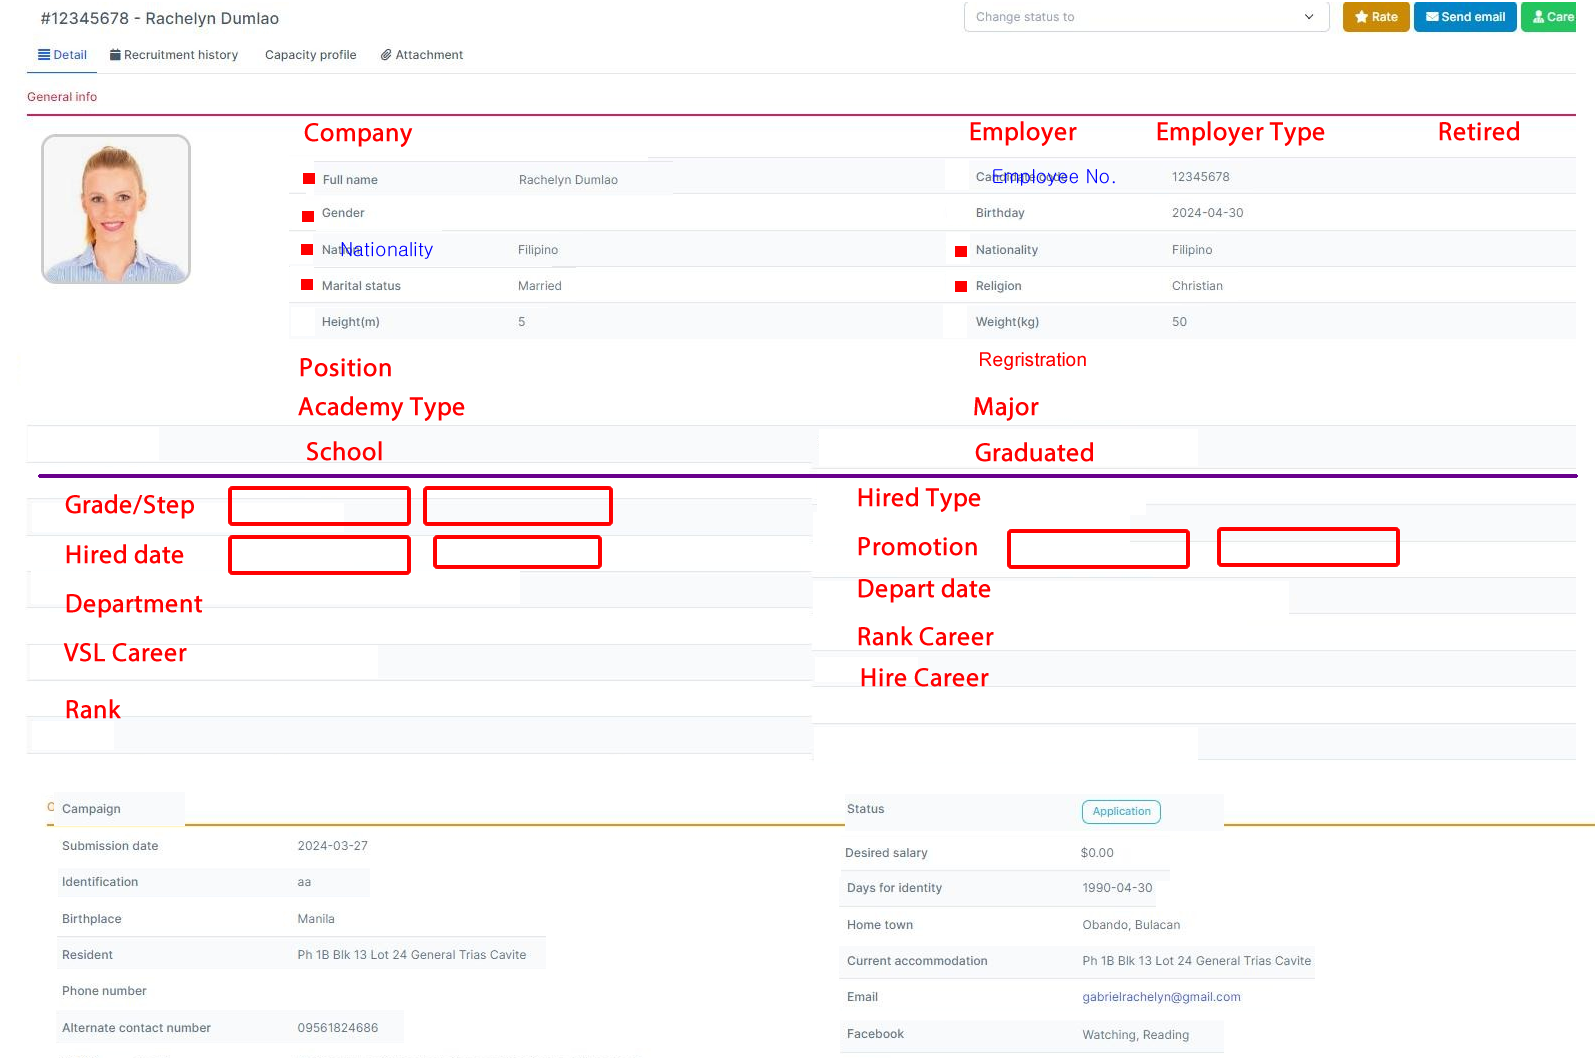 #12345678 - Rachelyn Dumlao
Change status to
Rate
Send email
Care
Detail
Recruitment history
Capacity profile
Attachment
General info
Company
Employer
Employer Type
Retired
Full name
Rachelyn Dumlao
Employee No.
12345678
Gender
Birthday
2024-04-30
Nationality
Filipino
Nationality
Filipino
Marital status
Married
Religion
Christian
Height(m)
5
Weight(kg)
50
Position
Regristration
Academy Type
Major
School
Graduated
Grade/Step
Hired Type
Hired date
Promotion
Department
Depart date
VSL Career
Rank Career
Hire Career
Rank
Campaign
Status
Application
Submission date
2024-03-27
Desired salary
$0.00
Identification
aa
Days for identity
1990-04-30
Birthplace
Manila
Home town
Obando, Bulacan
Resident
Ph 1B Blk 13 Lot 24 General Trias Cavite
Current accommodation
Ph 1B Blk 13 Lot 24 General Trias Cavite
Phone number
Email
gabrielrachelyn@gmail.com
Alternate contact number
09561824686
Facebook
Watching, Reading